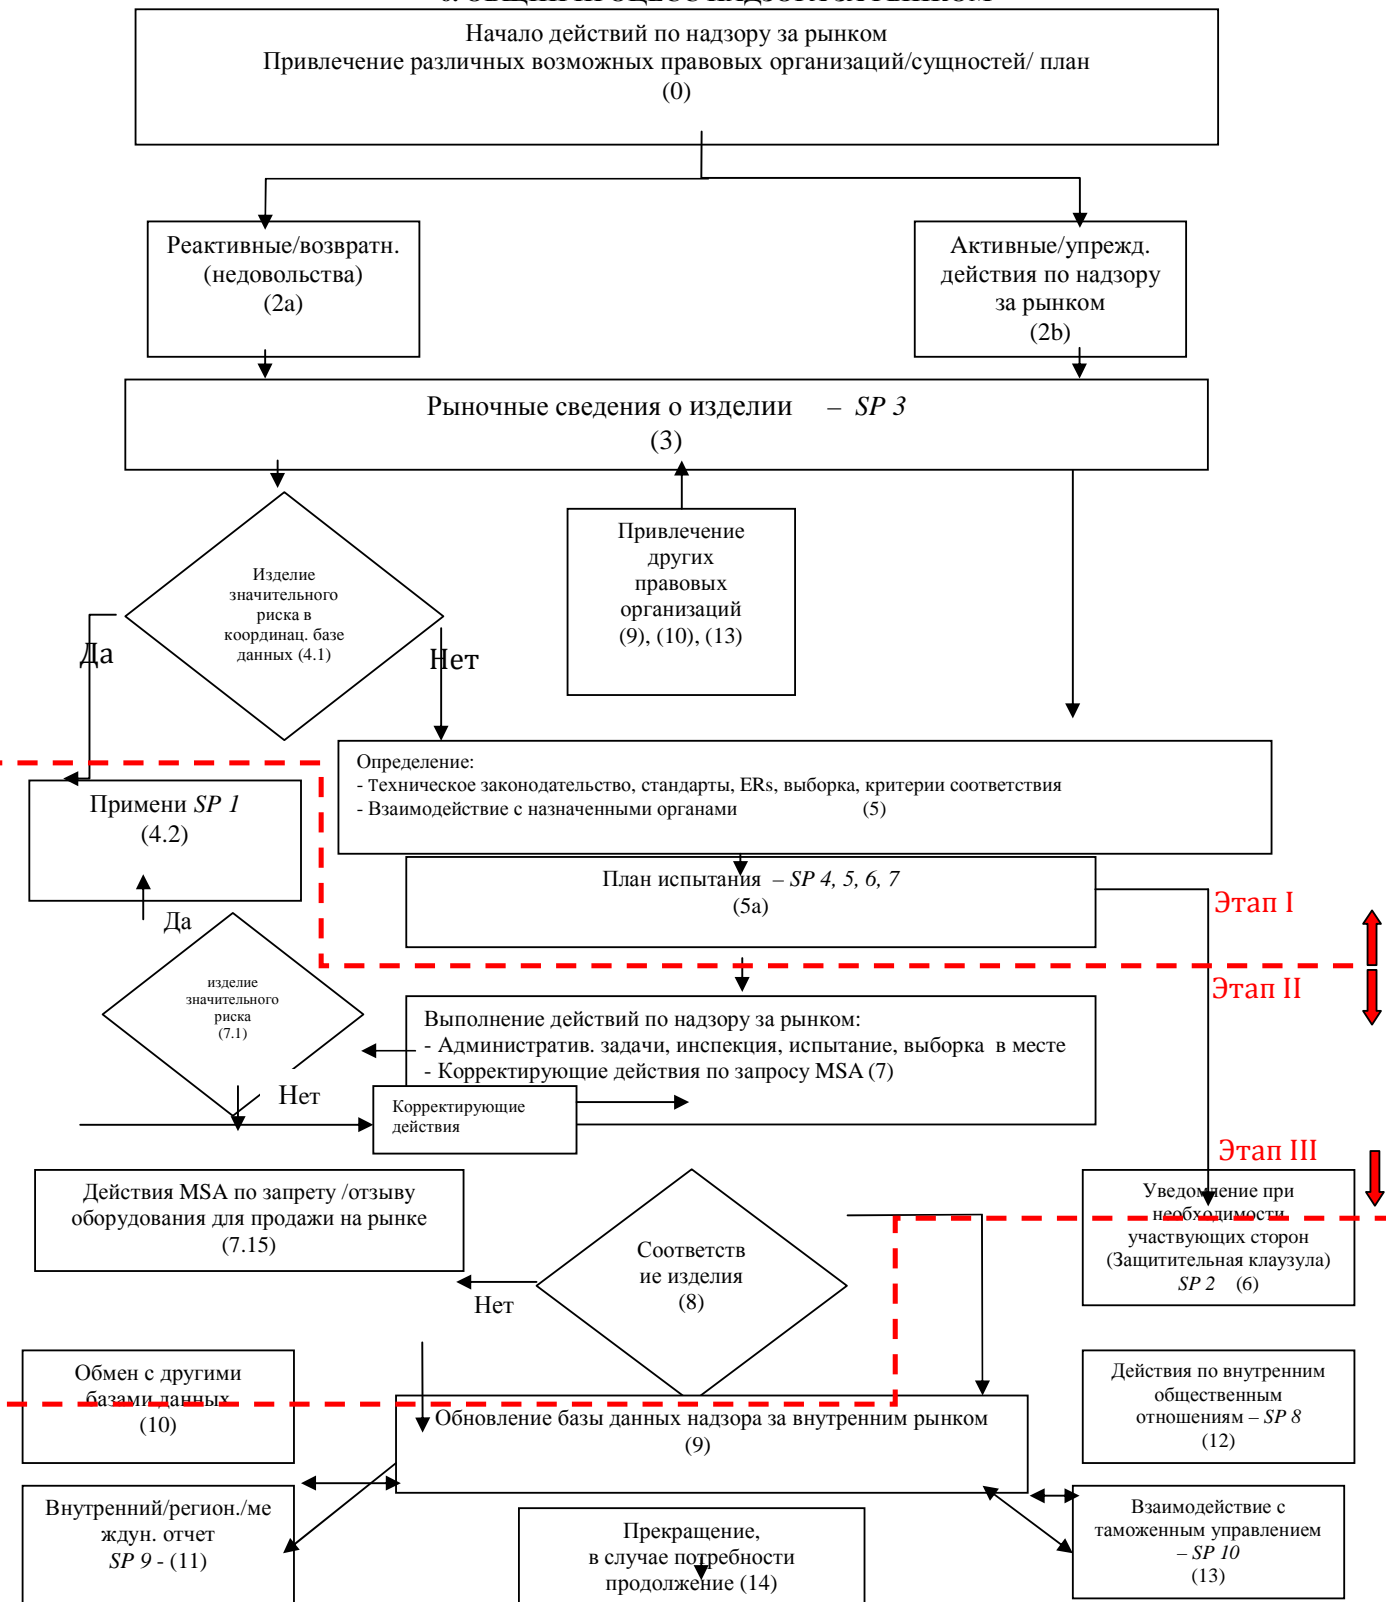 6. ОБЩИЙ ПРОЦЕСС НАДЗОРА ЗА РЫНКОМ
Начало действий по надзору за рынком
Привлечение различных возможных правовых организаций/сущностей/ план
(0)
Реактивные/возвратн.
(недовольства)
(2a)
Активные/упрежд.
действия по надзору
за рынком
(2b)
Рыночные сведения о изделии – SP 3
(3)
Изделие
значительного
риска в
координац. базе
данных (4.1)
Привлечение
других
правовых
организаций
(9), (10), (13)
Да
Нет
Определение:
- Техническое законодательство, стандарты, ERs, выборка, критерии соответствия
- Взаимодействие с назначенными органами (5)
Примени SP 1
(4.2)
План испытания – SP 4, 5, 6, 7
(5a)
Этап I
Да
изделие
значительного
риска
(7.1)
Этап II
Выполнение действий по надзору за рынком:
- Административ. задачи, инспекция, испытание, выборка в месте
- Корректирующие действия по запросу MSA (7)
Нет
Корректирующие
действия
Этап III
Действия MSA по запрету /отзыву
оборудования для продажи на рынке
(7.15)
Уведомление при
необходимости
участвующих сторон
(Защитительная клаузула)
SP 2 (6)
Соответств
ие изделия
(8)
Нет
Обмен с другими
базами данных
(10)
Действия по внутренним
общественным
отношениям – SP 8
(12)
Обновление базы данных надзора за внутренним рынком
(9)
Внутренний/регион./ме
ждун. отчет
SP 9 - (11)
Прекращение,
в случае потребности
продолжение (14)
Взаимодействие с
таможенным управлением
– SP 10
(13)